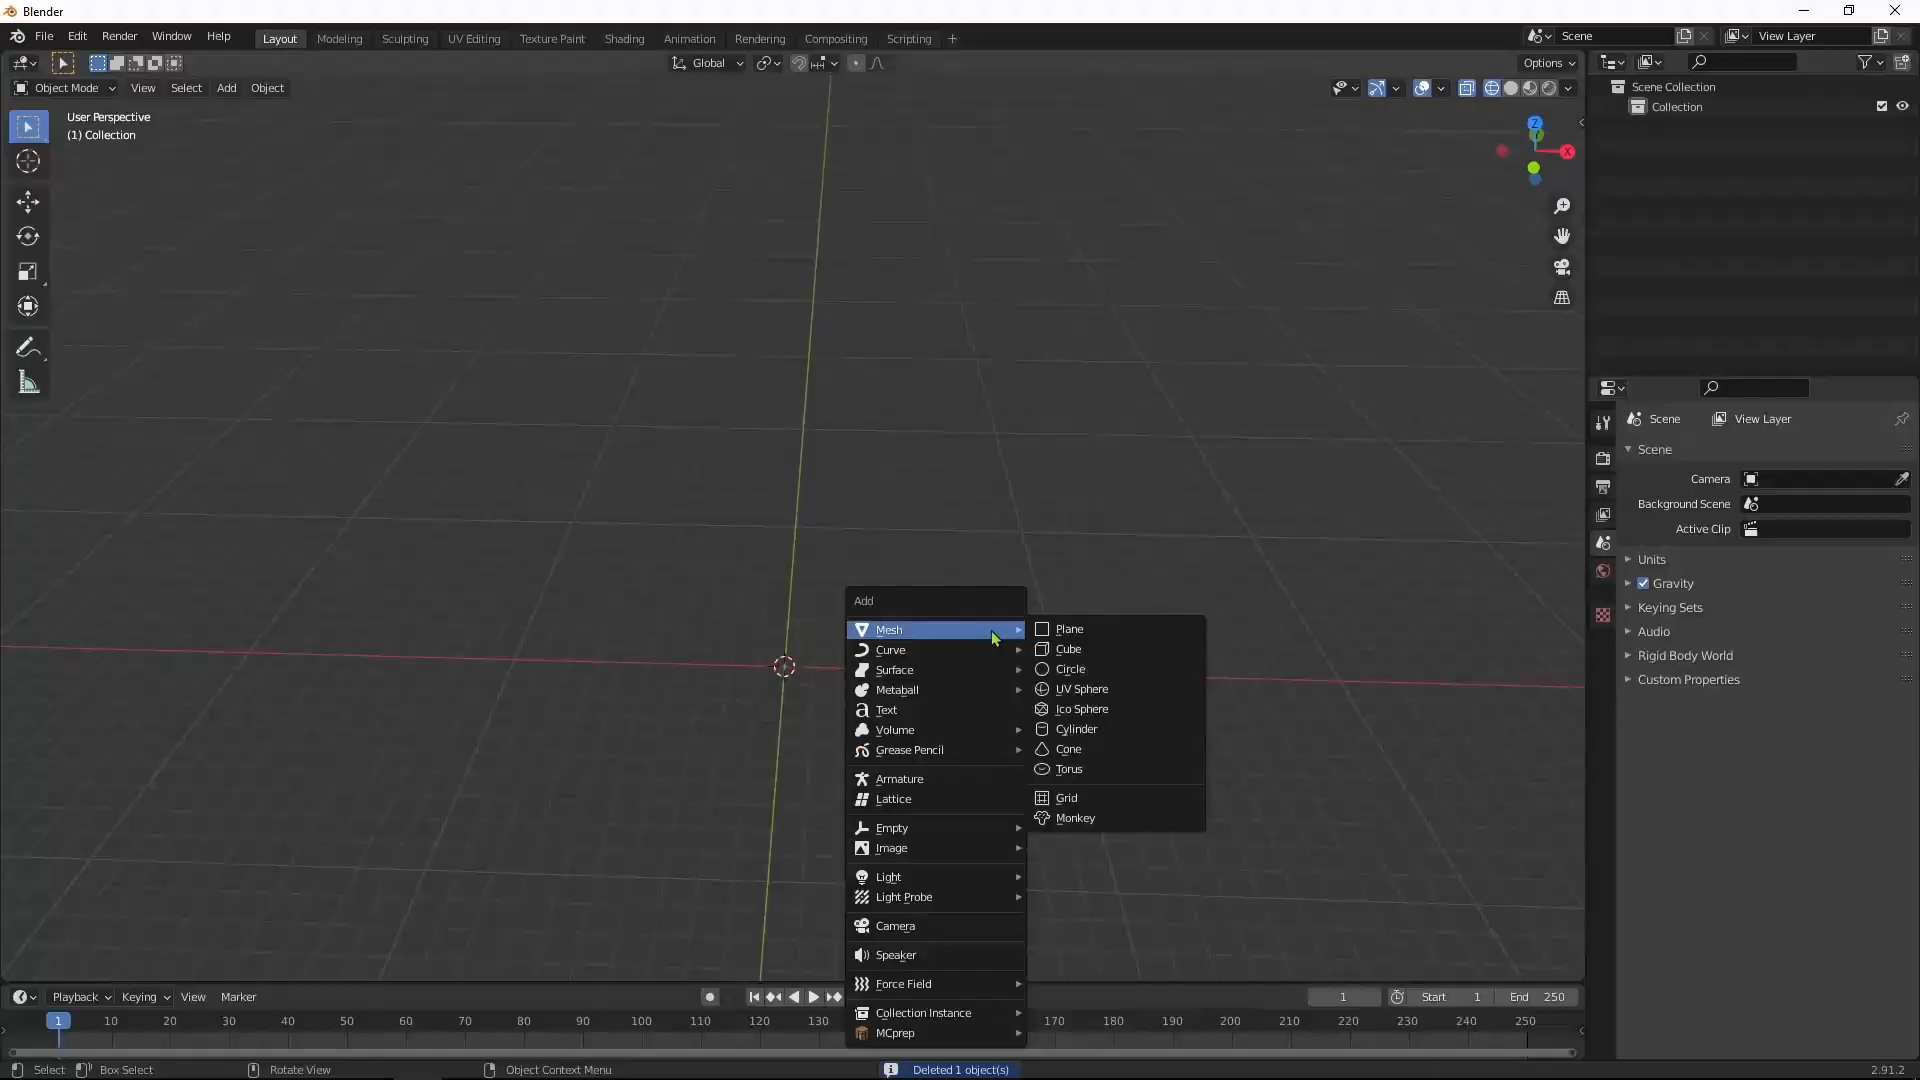 Blender
File Edit Render Window Help
Layout Modeling Sculpting UV Editing Texture Paint Shading Animation Rendering Compositing Scripting +
Scene
View Layer
Global
Options
Object Mode View Select Add Object
User Perspective
(1) Collection
Z
X
Scene Collection
Collection
Scene View Layer
Scene
Camera
Background Scene
Active Clip
Units
Gravity
Keying Sets
Audio
Rigid Body World
Custom Properties
Add
Mesh
Curve
Surface
Metaball
Text
Volume
Grease Pencil
Armature
Lattice
Empty
Image
Light
Light Probe
Camera
Speaker
Force Field
Collection Instance
MCprep
Plane
Cube
Circle
UV Sphere
Ico Sphere
Cylinder
Cone
Torus
Grid
Monkey
Playback Keying View Marker
1 Start 1 End 250
1 10 20 30 40 50 60 70 80 90 100 110 120 130 170 180 190 200 210 220 230 240 250
Select Box Select Rotate View Object Context Menu Deleted 1 object(s) 2.91.2